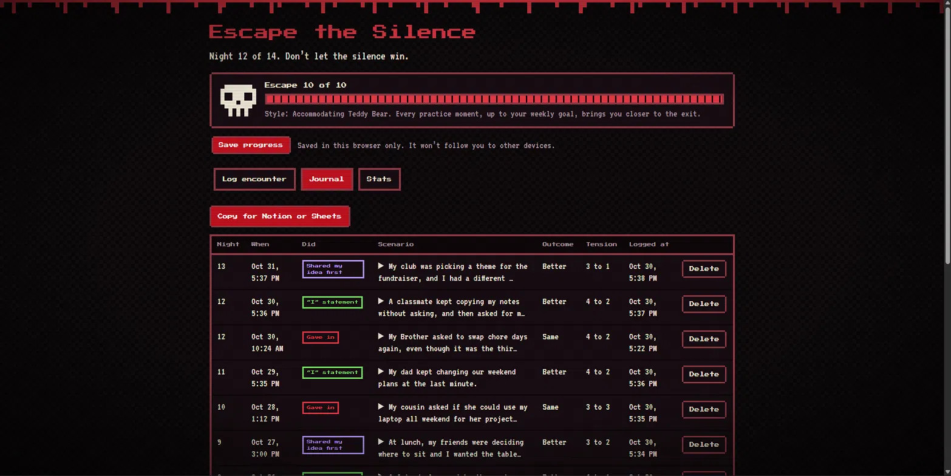 Escape the Silence
Night 12 of 14. Don't let the silence win.
Escape 10 of 10
Style: Accommodating Teddy Bear. Every practice moment, up to your weekly goal, brings you closer to the exit.
Save progress Saved in this browser only. It won't follow you to other devices.
Log encounter Journal Stats
Copy for Notion or Sheets
Night When Did Scenario Outcome Tension Logged at
13 Oct 31, 5:37 PM Shared my idea first ▶ My club was picking a theme for the fundraiser, and I had a different … Better 3 to 1 Oct 30, 5:38 PM Delete
12 Oct 30, 5:36 PM "I" statement ▶ A classmate kept copying my notes without asking, and then asked for m… Better 4 to 2 Oct 30, 5:37 PM Delete
12 Oct 30, 10:24 AM Gave in ▶ My Brother asked to swap chore days again, even though it was the thir… Same 4 to 2 Oct 30, 5:22 PM Delete
11 Oct 29, 5:35 PM "I" statement ▶ My dad kept changing our weekend plans at the last minute. Better 4 to 2 Oct 30, 5:36 PM Delete
10 Oct 28, 1:12 PM Gave in ▶ My cousin asked if she could use my laptop all weekend for her project… Same 3 to 3 Oct 30, 5:35 PM Delete
9 Oct 27, 3:00 PM Shared my idea first ▶ At lunch, my friends were deciding where to sit and I wanted the table… Better 3 to 2 Oct 30, 5:34 PM Delete